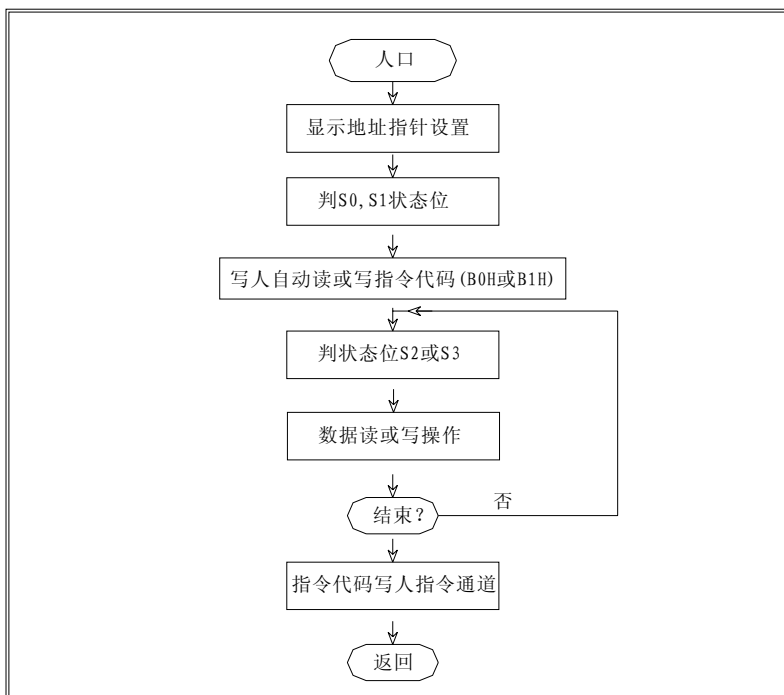 人口
显示地址指针设置
判S0,S1状态位
写人自动读或写指令代码(B0H或B1H)
判状态位S2或S3
数据读或写操作
结束?
否
指令代码写人指令通道
返回